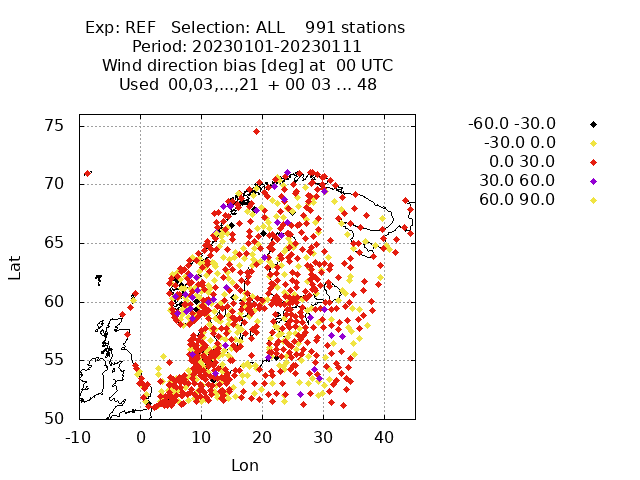 Exp: REF   Selection: ALL    991 stations
Period: 20230101-20230111
Wind direction bias [deg] at  00 UTC
Used  00,03,...,21  + 00 03 ... 48
-60.0 -30.0
-30.0 0.0
0.0 30.0
30.0 60.0
60.0 90.0
75
70
65
60
55
50
Lat
-10
0
10
20
30
40
Lon